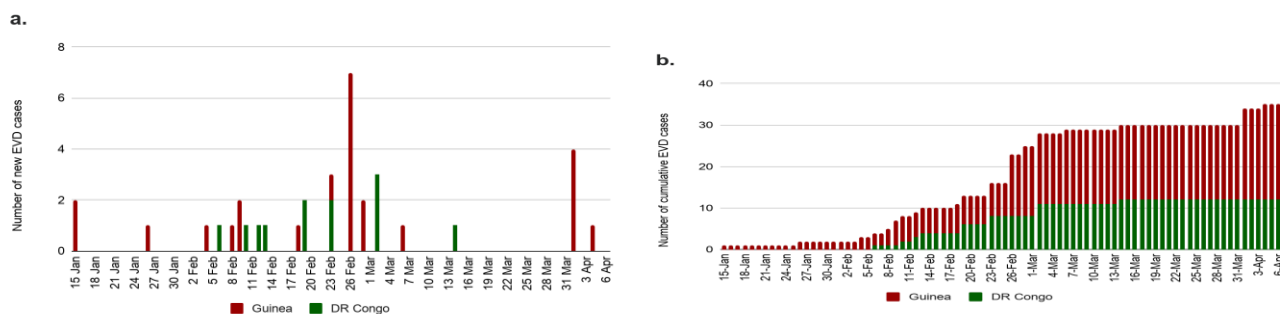 a.
Number of new EVD cases
8
6
4
2
0
15 Jan
18 Jan
21 Jan
24 Jan
27 Jan
30 Jan
2 Feb
5 Feb
8 Feb
11 Feb
14 Feb
17 Feb
20 Feb
23 Feb
26 Feb
1 Mar
4 Mar
7 Mar
10 Mar
13 Mar
16 Mar
19 Mar
22 Mar
25 Mar
28 Mar
31 Mar
3 Apr
6 Apr
Guinea DR Congo
b.
Number of cumulative EVD cases
40
30
20
10
0
15-Jan
18-Jan
21-Jan
24-Jan
27-Jan
30-Jan
2-Feb
5-Feb
8-Feb
11-Feb
14-Feb
17-Feb
20-Feb
23-Feb
26-Feb
1-Mar
4-Mar
7-Mar
10-Mar
13-Mar
16-Mar
19-Mar
22-Mar
25-Mar
28-Mar
31-Mar
3-Apr
6-Apr
Guinea DR Congo